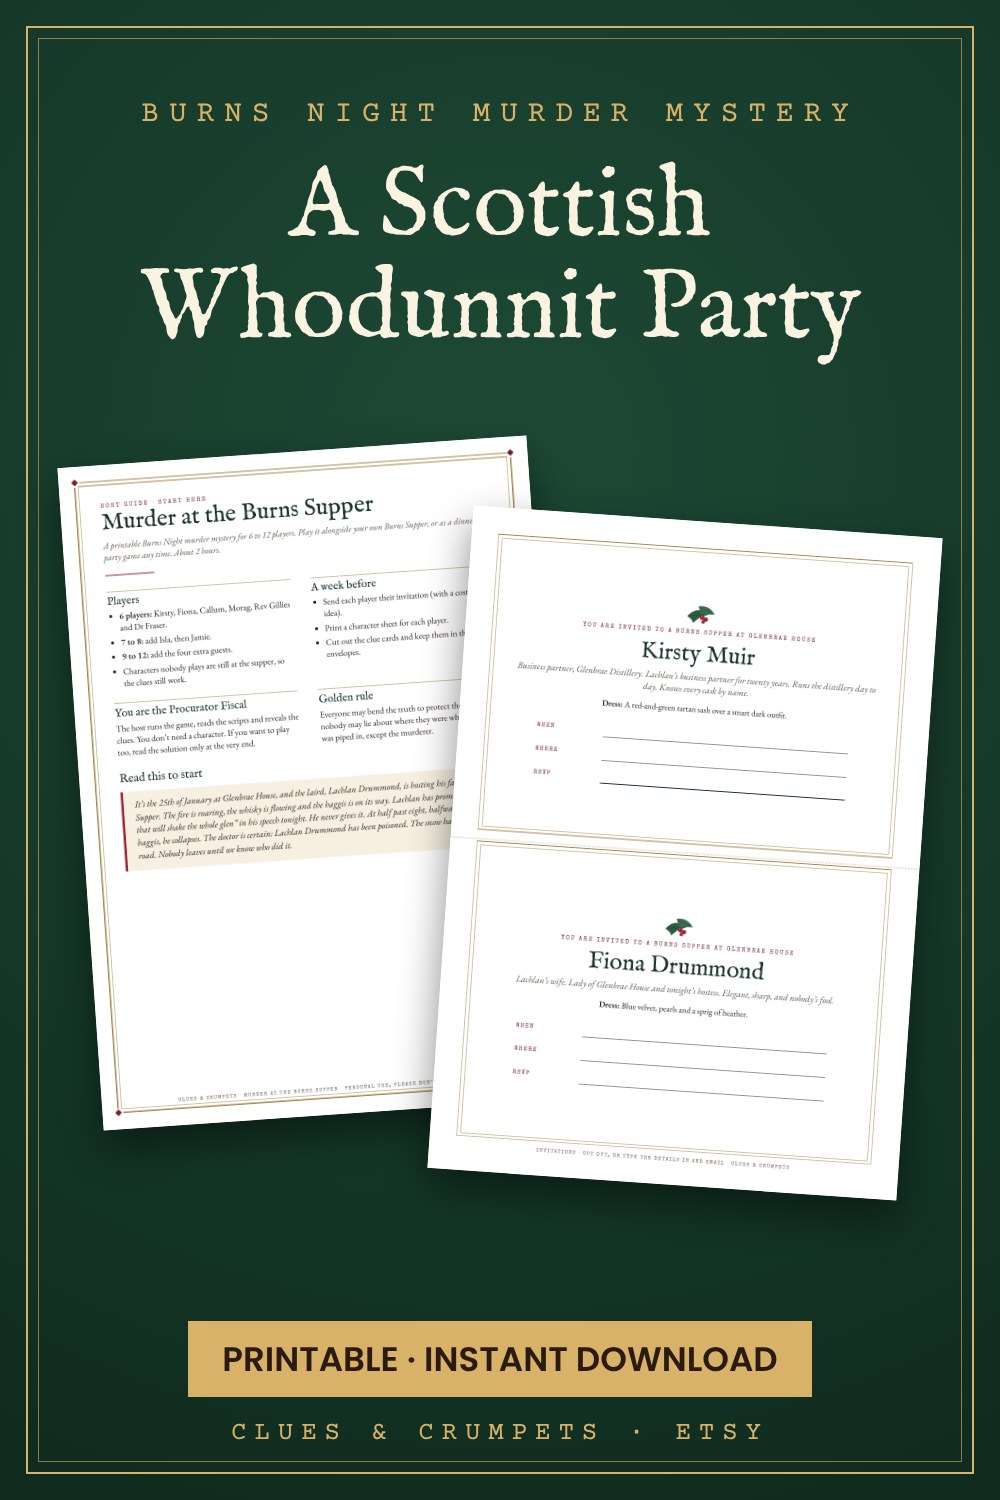 BURNS NIGHT MURDER MYSTERY
A Scottish
Whodunnit Party
HOST GUIDE · START HERE
Murder at the Burns Supper
A printable Burns Night murder mystery for 6 to 12 players. Play it alongside your own Burns Supper, or as a dinner
party game any time. About 2 hours.
Players
6 players: Kirsty, Fiona, Callum, Morag, Rev Gillies
and Dr Fraser.
7 to 8: add Isla, then Jamie.
9 to 12: add the four extra guests.
Characters nobody plays are still at the supper, so
the clues still work.
A week before
Send each player their invitation (with a
idea).
Print a character sheet for each player.
Cut out the clue cards and keep them in
envelopes.
You are the Procurator Fiscal
The host runs the game, reads the scripts and reveals the
clues. You don't need a character. If you want to play
too, read the solution only at the very end.
Golden rule
Everyone may bend the truth to protect
nobody may lie about where they were
was piped in, except the murderer.
Read this to start
It's the 25th of January at Glenbrae House, and the laird, Lachlan Drummond, is hosting his
Supper. The fire is roaring, the whisky is flowing and the haggis is on its way. Lachlan has
that will shake the whole glen" in his speech tonight. He never gives it. At half past eight,
haggis, he collapses. The doctor is certain: Lachlan Drummond has been poisoned. The snow
road. Nobody leaves until we know who did it.
CLUES & CRUMPETS · MURDER AT THE BURNS SUPPER · PERSONAL USE, PLEASE
YOU ARE INVITED TO A BURNS SUPPER AT GLENBRAE HOUSE
Kirsty Muir
Business partner, Glenbrae Distillery. Lachlan's business partner for twenty years. Runs the distillery day to
day. Knows every cask by name.
Dress: A red-and-green tartan sash over a smart dark outfit.
WHEN
WHERE
RSVP
YOU ARE INVITED TO A BURNS SUPPER AT GLENBRAE HOUSE
Fiona Drummond
Lachlan's wife. Lady of Glenbrae House and tonight's hostess. Elegant, sharp, and nobody's fool.
Dress: Blue velvet, pearls and a sprig of heather.
WHEN
WHERE
RSVP
INVITATIONS · CUT OUT, OR TYPE THE DETAILS IN AND EMAIL · CLUES & CRUMPETS
PRINTABLE · INSTANT DOWNLOAD
CLUES & CRUMPETS · ETSY